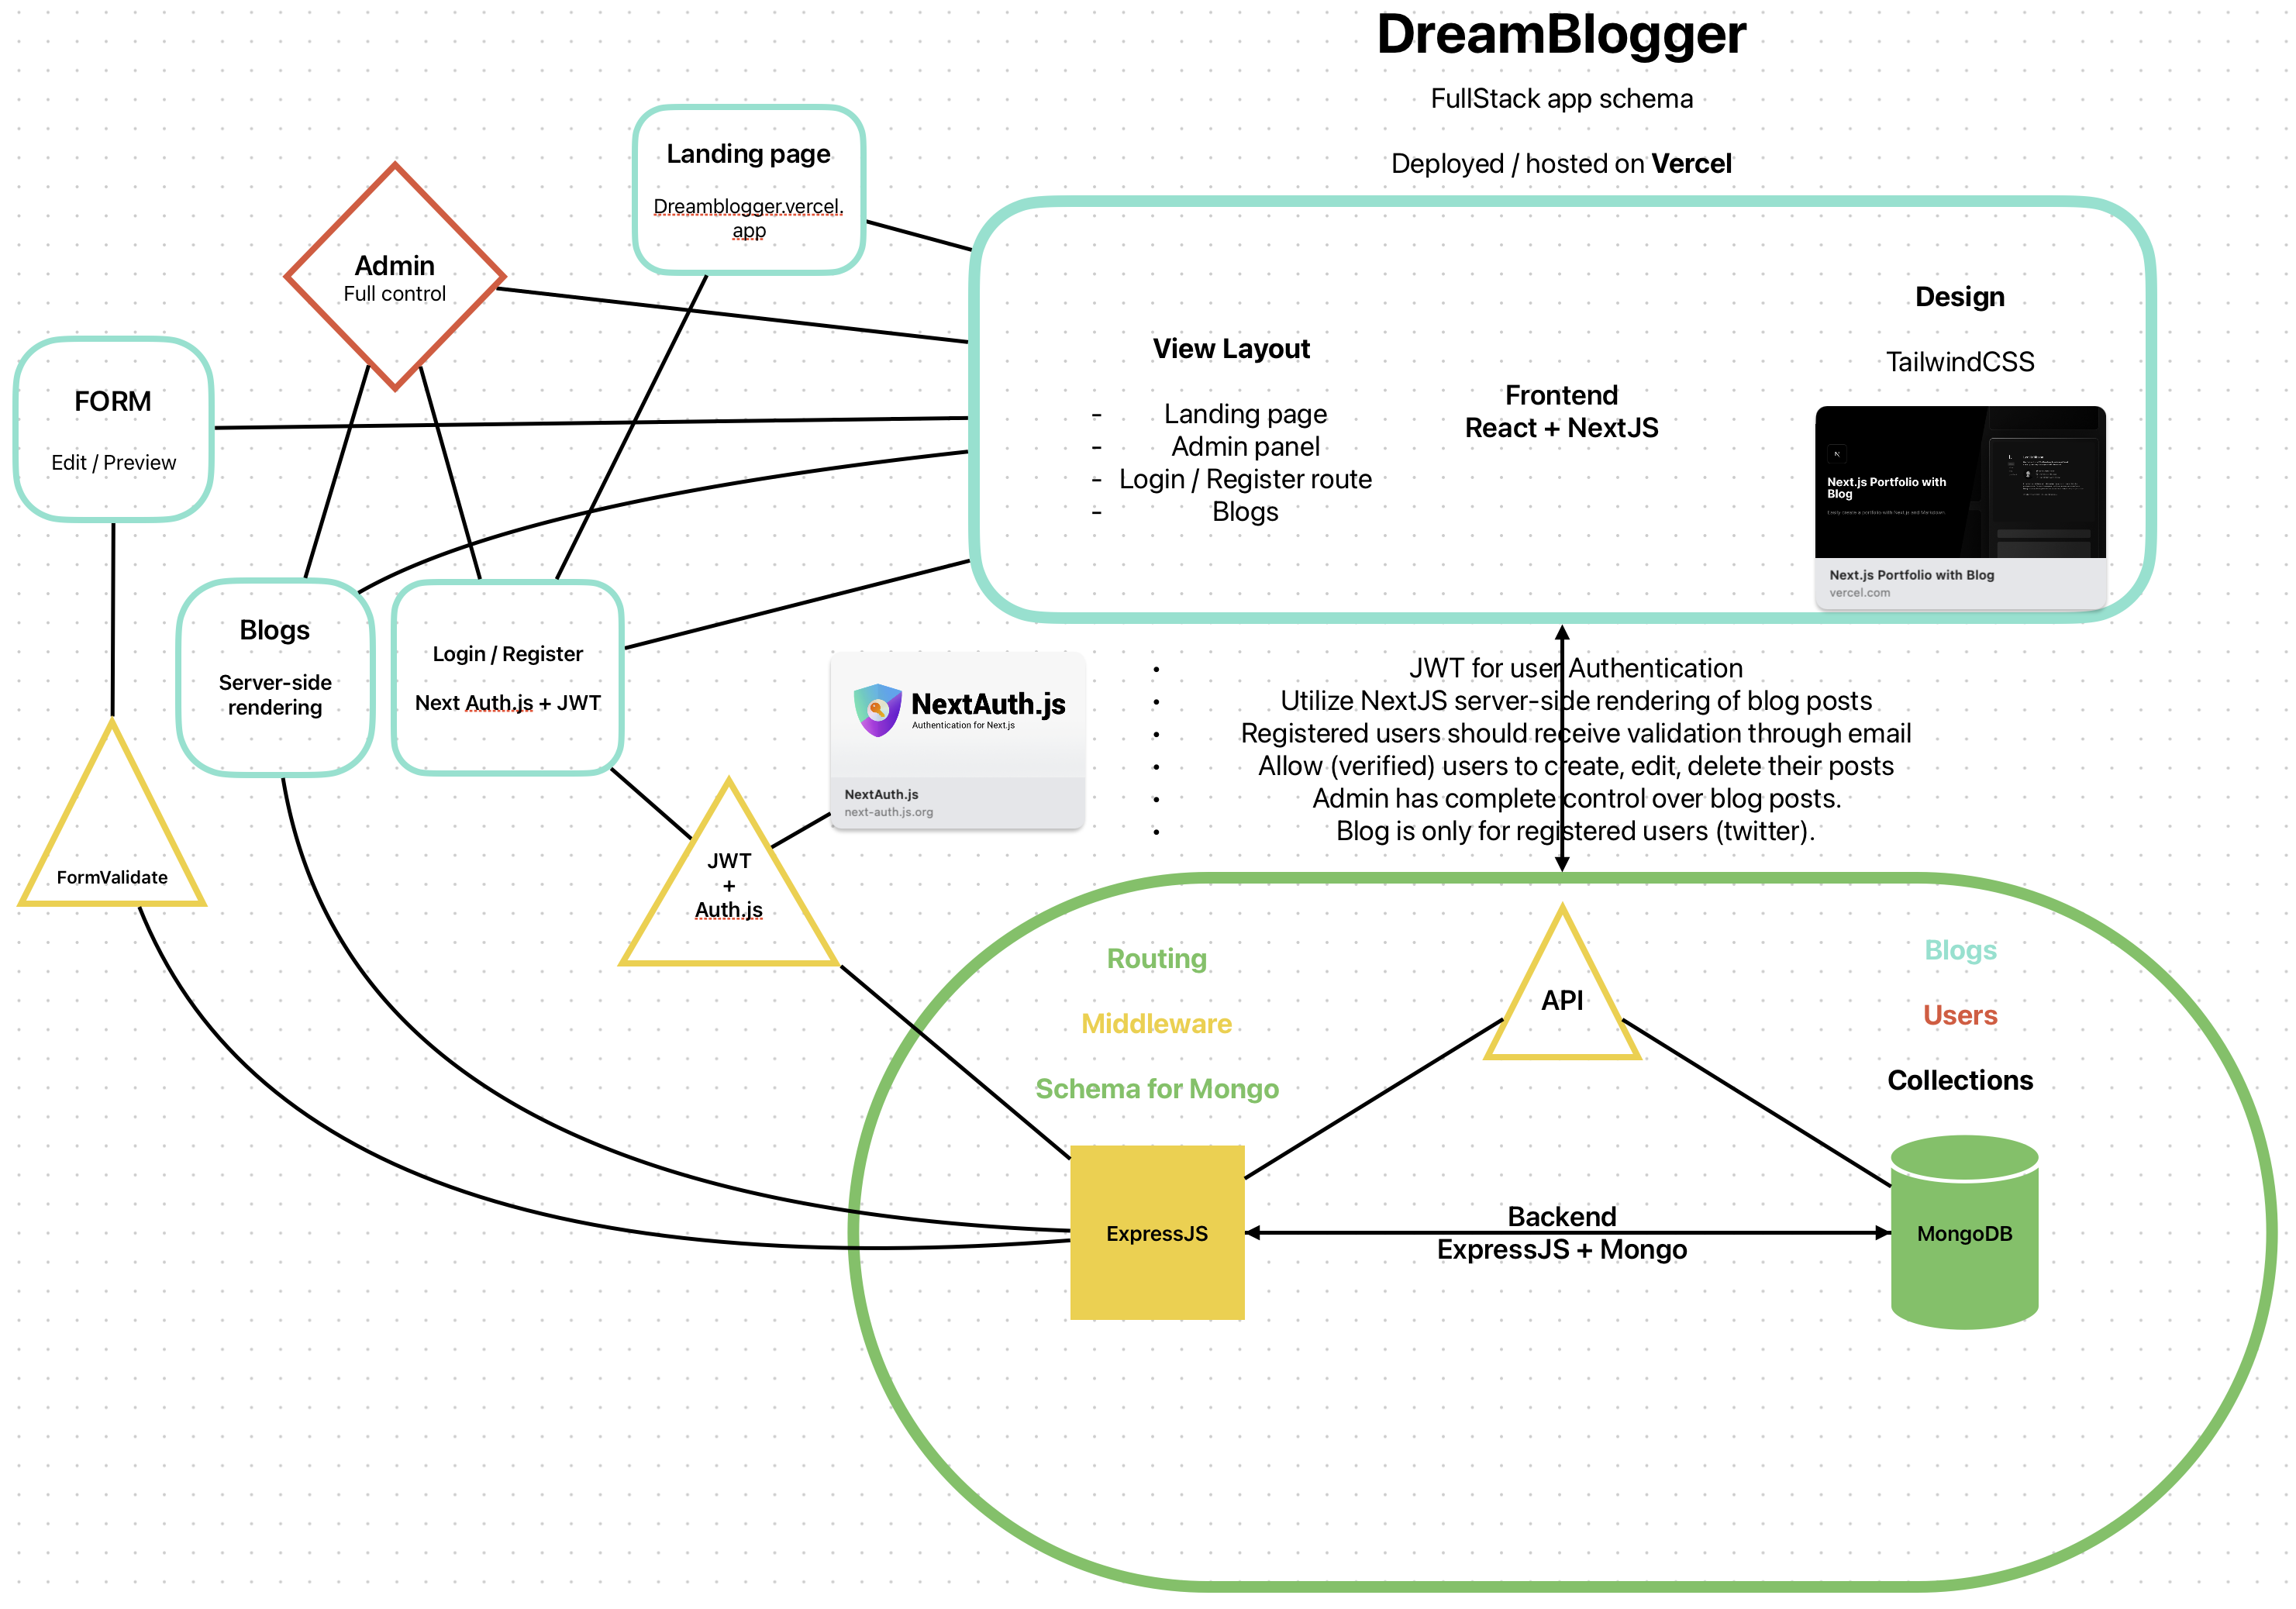 DreamBlogger
FullStack app schema
Deployed / hosted on Vercel
Landing page
Dreamblogger.vercel.
app
Admin
Full control
FORM
Edit / Preview
Blogs
Server-side
rendering
Login / Register
Next Auth.js + JWT
View Layout
- Landing page
- Admin panel
- Login / Register route
- Blogs
Frontend
React + NextJS
Design
TailwindCSS
Next.js Portfolio with
Blog
Next.js Portfolio with Blog
vercel.com
NextAuth.js
Authentication for Next.js
NextAuth.js
next-auth.js.org
• JWT for user Authentication
• Utilize NextJS server-side rendering of blog posts
• Registered users should receive validation through email
• Allow (verified) users to create, edit, delete their posts
• Admin has complete control over blog posts.
• Blog is only for registered users (twitter).
FormValidate
JWT
+
Auth.js
Routing
Middleware
Schema for Mongo
API
Blogs
Users
Collections
ExpressJS
Backend
ExpressJS + Mongo
MongoDB